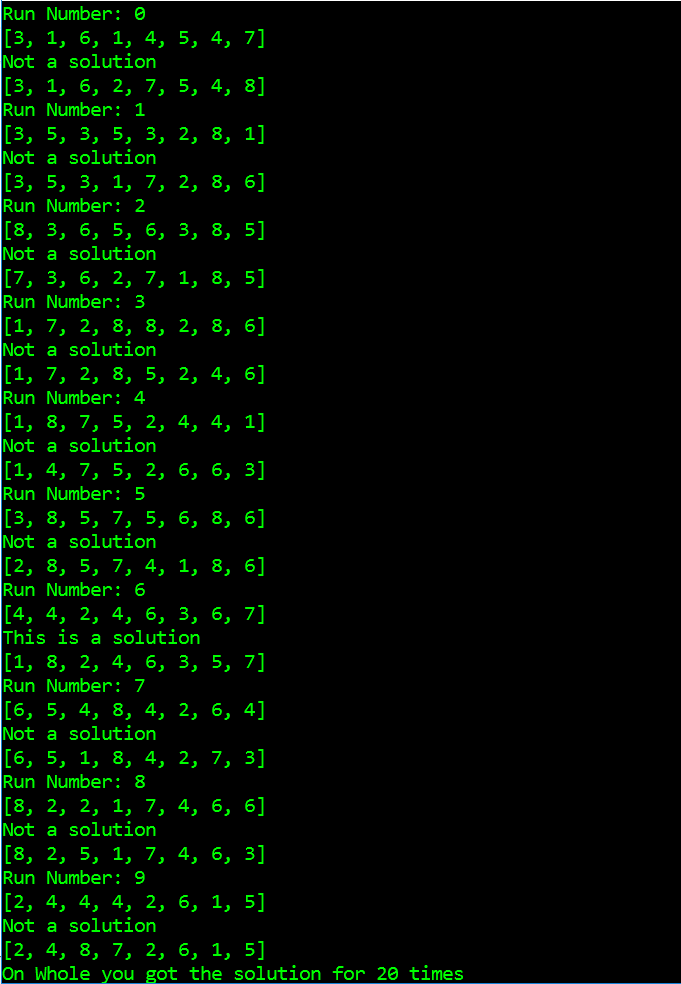 Run Number: 0
[3, 1, 6, 1, 4, 5, 4, 7]
Not a solution
[3, 1, 6, 2, 7, 5, 4, 8]
Run Number: 1
[3, 5, 3, 5, 3, 2, 8, 1]
Not a solution
[3, 5, 3, 1, 7, 2, 8, 6]
Run Number: 2
[8, 3, 6, 5, 6, 3, 8, 5]
Not a solution
[7, 3, 6, 2, 7, 1, 8, 5]
Run Number: 3
[1, 7, 2, 8, 8, 2, 8, 6]
Not a solution
[1, 7, 2, 8, 5, 2, 4, 6]
Run Number: 4
[1, 8, 7, 5, 2, 4, 4, 1]
Not a solution
[1, 4, 7, 5, 2, 6, 6, 3]
Run Number: 5
[3, 8, 5, 7, 5, 6, 8, 6]
Not a solution
[2, 8, 5, 7, 4, 1, 8, 6]
Run Number: 6
[4, 4, 2, 4, 6, 3, 6, 7]
This is a solution
[1, 8, 2, 4, 6, 3, 5, 7]
Run Number: 7
[6, 5, 4, 8, 4, 2, 6, 4]
Not a solution
[6, 5, 1, 8, 4, 2, 7, 3]
Run Number: 8
[8, 2, 2, 1, 7, 4, 6, 6]
Not a solution
[8, 2, 5, 1, 7, 4, 6, 3]
Run Number: 9
[2, 4, 4, 4, 2, 6, 1, 5]
Not a solution
[2, 4, 8, 7, 2, 6, 1, 5]
On Whole you got the solution for 20 times